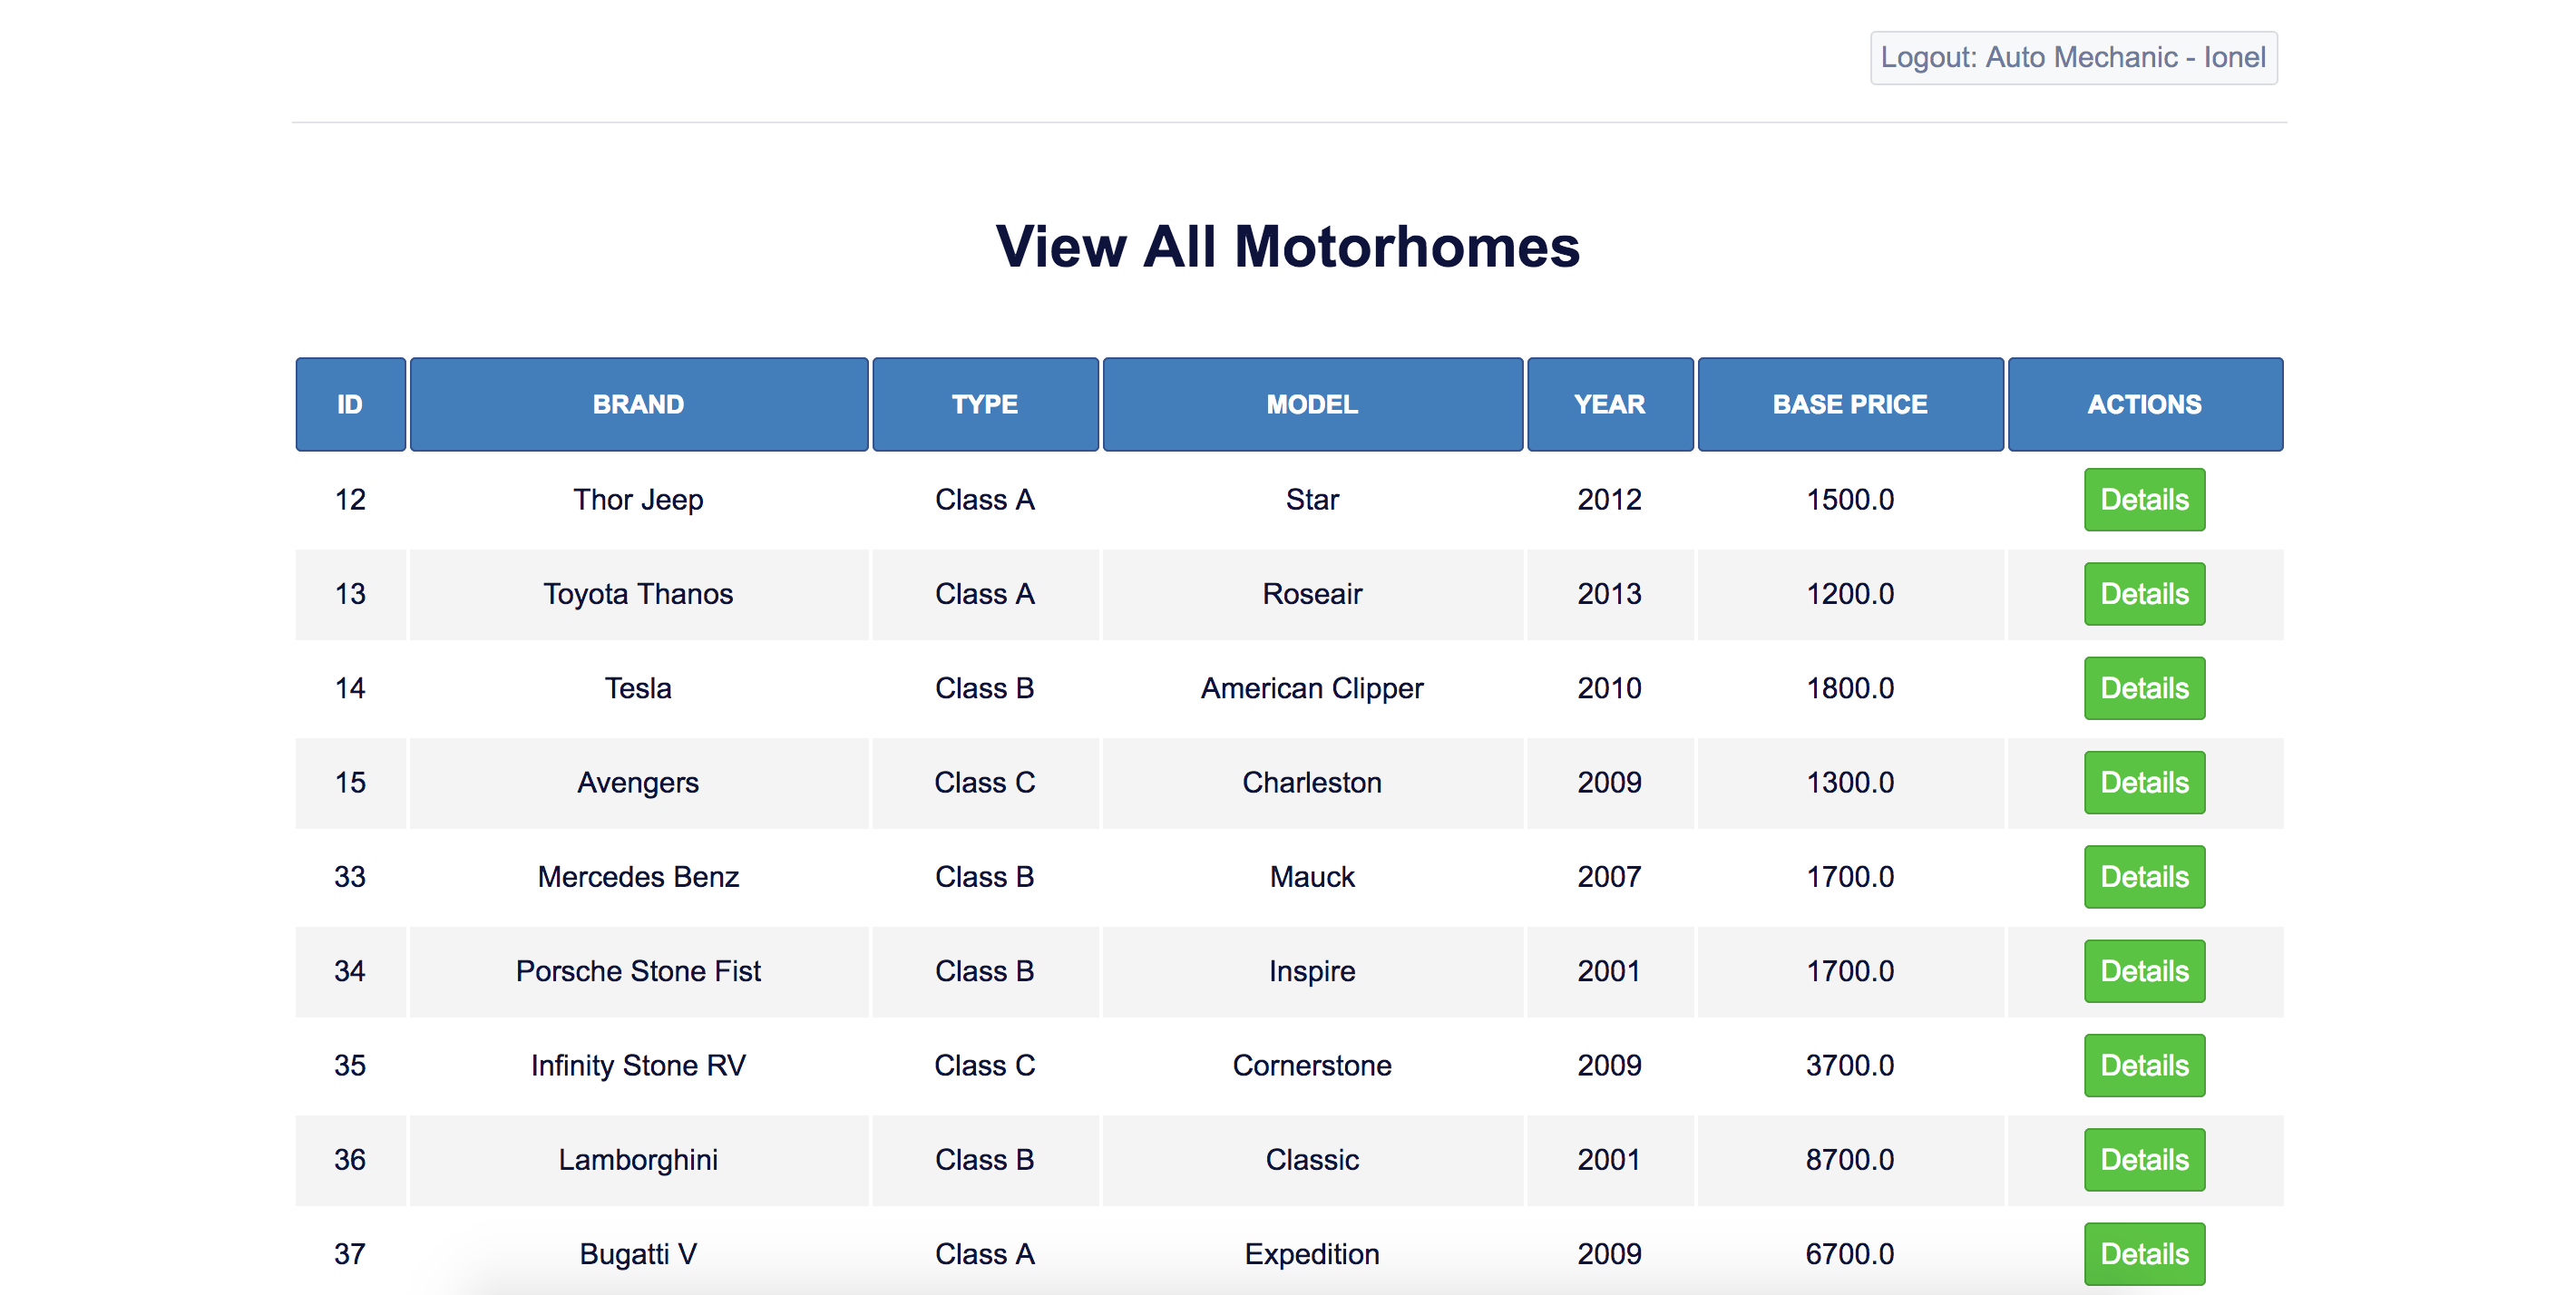 Logout: Auto Mechanic - Ionel
View All Motorhomes
ID BRAND TYPE MODEL YEAR BASE PRICE ACTIONS
12 Thor Jeep Class A Star 2012 1500.0 Details
13 Toyota Thanos Class A Roseair 2013 1200.0 Details
14 Tesla Class B American Clipper 2010 1800.0 Details
15 Avengers Class C Charleston 2009 1300.0 Details
33 Mercedes Benz Class B Mauck 2007 1700.0 Details
34 Porsche Stone Fist Class B Inspire 2001 1700.0 Details
35 Infinity Stone RV Class C Cornerstone 2009 3700.0 Details
36 Lamborghini Class B Classic 2001 8700.0 Details
37 Bugatti V Class A Expedition 2009 6700.0 Details